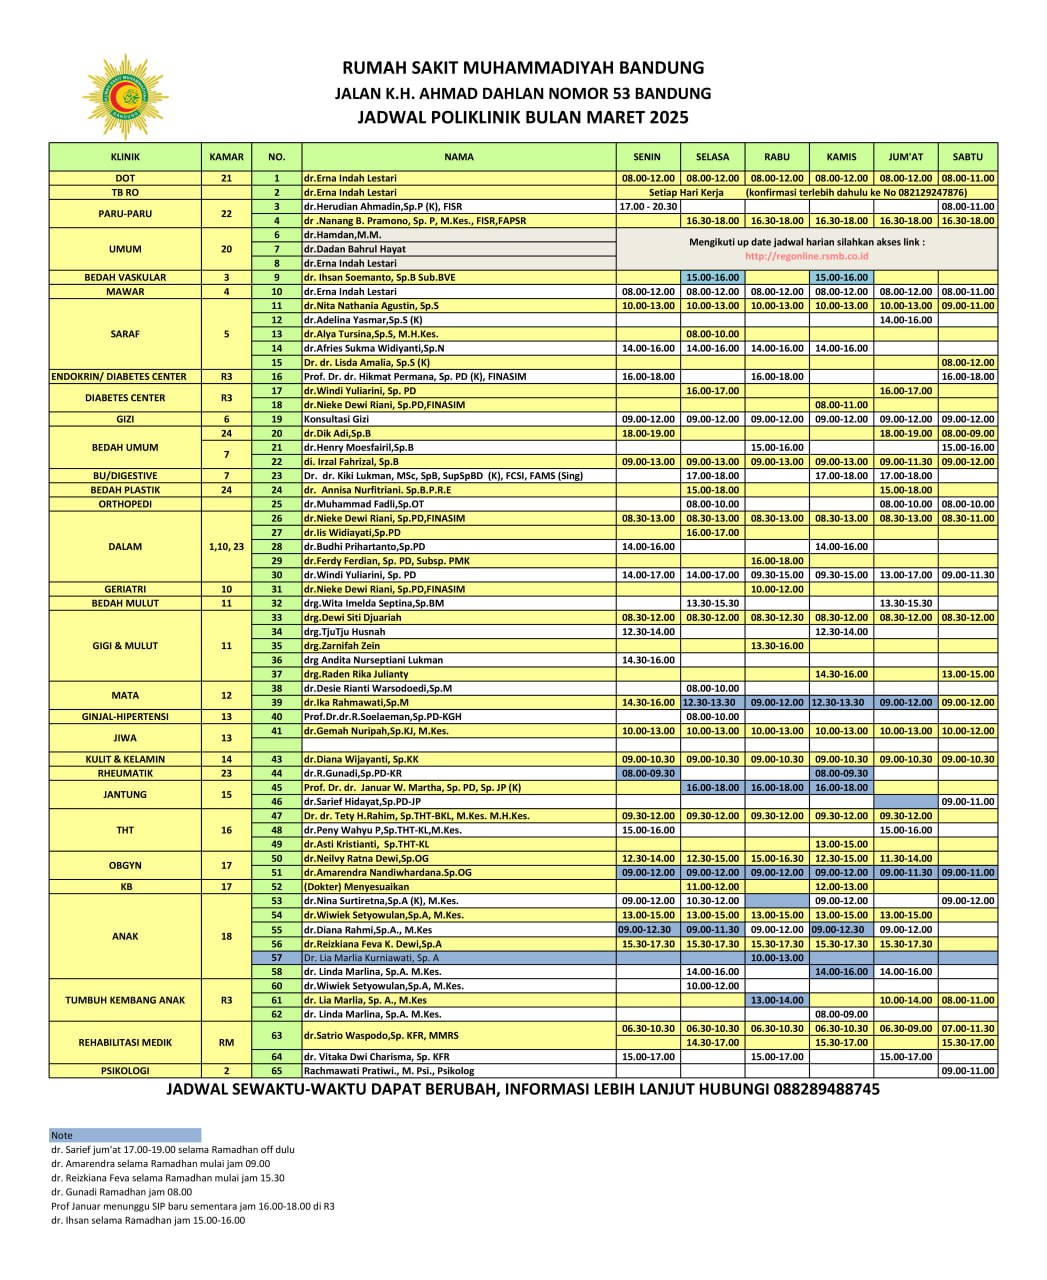 RUMAH SAKIT MUHAMMADIYAH BANDUNG
JALAN K.H. AHMAD DAHLAN NOMOR 53 BANDUNG
JADWAL POLIKLINIK BULAN MARET 2025
KLINIK KAMAR NO. NAMA SENIN SELASA RABU KAMIS JUM'AT SABTU
DOT 21 1 dr.Erna Indah Lestari 08.00-12.00 08.00-12.00 08.00-12.00 08.00-12.00 08.00-12.00 08.00-11.00
TB RO 2 dr.Erna Indah Lestari Setiap Hari Kerja (konfirmasi terlebih dahulu ke No 082129247876)
PARU-PARU 22 3 dr.Herudian Ahmadin,Sp.P (K), FISR 17.00 - 20.30 08.00-11.00
4 dr .Nanang B. Pramono, Sp. P, M.Kes., FISR,FAPSR 16.30-18.00 16.30-18.00 16.30-18.00 16.30-18.00 16.30-18.00
UMUM 20 6 dr.Hamdan,M.M.
7 dr.Dadan Bahrul Hayat
8 dr.Erna Indah Lestari
Mengikuti up date jadwal harian silahkan akses link :
http://regonline.rsmb.co.id
BEDAH VASKULAR 3 9 dr. Ihsan Soemanto, Sp.B Sub.BVE 15.00-16.00 15.00-16.00
MAWAR 4 10 dr.Erna Indah Lestari 08.00-12.00 08.00-12.00 08.00-12.00 08.00-12.00 08.00-12.00 08.00-11.00
SARAF 5 11 dr.Nita Nathania Agustin, Sp.S 10.00-13.00 10.00-13.00 10.00-13.00 10.00-13.00 10.00-13.00 09.00-11.00
12 dr.Adelina Yasmar,Sp.S (K) 14.00-16.00
13 dr.Alya Tursina,Sp.S, M.H.Kes. 08.00-10.00
14 dr.Afries Sukma Widiyanti,Sp.N 14.00-16.00 14.00-16.00 14.00-16.00 14.00-16.00
15 Dr. dr. Lisda Amalia, Sp.S (K) 08.00-12.00
ENDOKRIN/ DIABETES CENTER R3 16 Prof. Dr. dr. Hikmat Permana, Sp. PD (K), FINASIM 16.00-18.00 16.00-18.00 16.00-18.00
DIABETES CENTER R3 17 dr.Windi Yuliarini, Sp. PD 16.00-17.00 16.00-17.00
18 dr.Nieke Dewi Riani, Sp.PD,FINASIM 08.00-11.00
GIZI 6 19 Konsultasi Gizi 09.00-12.00 09.00-12.00 09.00-12.00 09.00-12.00 09.00-12.00 09.00-12.00
BEDAH UMUM 24 20 dr.Dik Adi,Sp.B 18.00-19.00 18.00-19.00 08.00-09.00
7 21 dr.Henry Moesfairil,Sp.B 15.00-16.00 15.00-16.00
22 di. Irzal Fahrizal, Sp.B 09.00-13.00 09.00-13.00 09.00-13.00 09.00-13.00 09.00-11.30 09.00-12.00
BU/DIGESTIVE 7 23 Dr. dr. Kiki Lukman, MSc, SpB, SupSpBD (K), FCSI, FAMS (Sing) 17.00-18.00 17.00-18.00 17.00-18.00
BEDAH PLASTIK 24 24 dr. Annisa Nurfitriani. Sp.B.P.R.E 15.00-18.00 15.00-18.00
ORTHOPEDI 25 dr.Muhammad Fadli,Sp.OT 08.00-10.00 08.00-10.00 08.00-10.00
DALAM 1,10, 23 26 dr.Nieke Dewi Riani, Sp.PD,FINASIM 08.30-13.00 08.30-13.00 08.30-13.00 08.30-13.00 08.30-13.00 08.30-11.00
27 dr.Iis Widiayati,Sp.PD 16.00-17.00
28 dr.Budhi Prihartanto,Sp.PD 14.00-16.00 14.00-16.00
29 dr.Ferdy Ferdian, Sp. PD, Subsp. PMK 16.00-18.00
30 dr.Windi Yuliarini, Sp. PD 14.00-17.00 14.00-17.00 09.30-15.00 09.30-15.00 13.00-17.00 09.00-11.30
GERIATRI 10 31 dr.Nieke Dewi Riani, Sp.PD,FINASIM 10.00-12.00
BEDAH MULUT 11 32 drg.Wita Imelda Septina,Sp.BM 13.30-15.30 13.30-15.30
GIGI & MULUT 11 33 drg.Dewi Siti Djuariah 08.30-12.00 08.30-12.00 08.30-12.30 08.30-12.00 08.30-12.00 08.30-12.00
34 drg.TjuTju Husnah 12.30-14.00 12.30-14.00
35 drg.Zarnifah Zein 13.30-16.00
36 drg Andita Nurseptiani Lukman 14.30-16.00
37 drg.Raden Rika Julianty 14.30-16.00 13.00-15.00
MATA 12 38 dr.Desie Rianti Warsodoedi,Sp.M 08.00-10.00
39 dr.Ika Rahmawati,Sp.M 14.30-16.00 12.30-13.30 09.00-12.00 12.30-13.30 09.00-12.00 09.00-12.00
GINJAL-HIPERTENSI 13 40 Prof.Dr.dr.R.Soelaeman,Sp.PD-KGH 08.00-10.00
JIWA 13 41 dr.Gemah Nuripah,Sp.KJ, M.Kes. 10.00-13.00 10.00-13.00 10.00-13.00 10.00-13.00 10.00-13.00 10.00-12.00
KULIT & KELAMIN 14 43 dr.Diana Wijayanti, Sp.KK 09.00-10.30 09.00-10.30 09.00-10.30 09.00-10.30 09.00-10.30 09.00-10.30
RHEUMATIK 23 44 dr.R.Gunadi,Sp.PD-KR 08.00-09.30 08.00-09.30
JANTUNG 15 45 Prof. Dr. dr. Januar W. Martha, Sp. PD, Sp. JP (K) 16.00-18.00 16.00-18.00 16.00-18.00
46 dr.Sarief Hidayat,Sp.PD-JP 09.00-11.00
THT 16 47 Dr. dr. Tety H.Rahim, Sp.THT-BKL, M.Kes. M.H.Kes. 09.30-12.00 09.30-12.00 09.30-12.00 09.30-12.00 09.30-12.00
48 dr.Peny Wahyu P,Sp.THT-KL,M.Kes. 15.00-16.00 15.00-16.00
49 dr.Asti Kristianti, Sp.THT-KL 13.00-15.00
OBGYN 17 50 dr.Neilvy Ratna Dewi,Sp.OG 12.30-14.00 12.30-15.00 15.00-16.30 12.30-15.00 11.30-14.00
51 dr.Amarendra Nandiwhardana.Sp.OG 09.00-12.00 09.00-12.00 09.00-12.00 09.00-12.00 09.00-11.30 09.00-11.00
KB 17 52 (Dokter) Menyesuaikan 11.00-12.00 12.00-13.00
ANAK 18 53 dr.Nina Surtiretna,Sp.A (K), M.Kes. 09.00-12.00 10.30-12.00 09.00-12.00 09.00-12.00
54 dr.Wiwiek Setyowulan,Sp.A, M.Kes. 13.00-15.00 13.00-15.00 13.00-15.00 13.00-15.00 13.00-15.00
55 dr.Diana Rahmi,Sp.A., M.Kes 09.00-12.30 09.00-11.30 09.00-12.00 09.00-12.30 09.00-12.00
56 dr.Reizkiana Feva K. Dewi,Sp.A 15.30-17.30 15.30-17.30 15.30-17.30 15.30-17.30 15.30-17.30
57 Dr. Lia Marlia Kurniawati, Sp. A 10.00-13.00
58 dr. Linda Marlina, Sp.A. M.Kes. 14.00-16.00 14.00-16.00 14.00-16.00
TUMBUH KEMBANG ANAK R3 60 dr.Wiwiek Setyowulan,Sp.A, M.Kes. 10.00-12.00
61 dr. Lia Marlia, Sp. A., M.Kes 13.00-14.00 10.00-14.00 08.00-11.00
62 dr. Linda Marlina, Sp.A. M.Kes. 08.00-09.00
REHABILITASI MEDIK RM 63 dr.Satrio Waspodo,Sp. KFR, MMRS 06.30-10.30 06.30-10.30 06.30-10.30 06.30-10.30 06.30-09.00 07.00-11.30
14.30-17.00 15.30-17.00 15.30-17.00
64 dr. Vitaka Dwi Charisma, Sp. KFR 15.00-17.00 15.00-17.00 15.00-17.00
PSIKOLOGI 2 65 Rachmawati Pratiwi., M. Psi., Psikolog 09.00-11.00
JADWAL SEWAKTU-WAKTU DAPAT BERUBAH, INFORMASI LEBIH LANJUT HUBUNGI 088289488745
Note
dr. Sarief jum'at 17.00-19.00 selama Ramadhan off dulu
dr. Amarendra selama Ramadhan mulai jam 09.00
dr. Reizkiana Feva selama Ramadhan mulai jam 15.30
dr. Gunadi Ramadhan jam 08.00
Prof Januar menunggu SIP baru sementara jam 16.00-18.00 di R3
dr. Ihsan selama Ramadhan jam 15.00-16.00